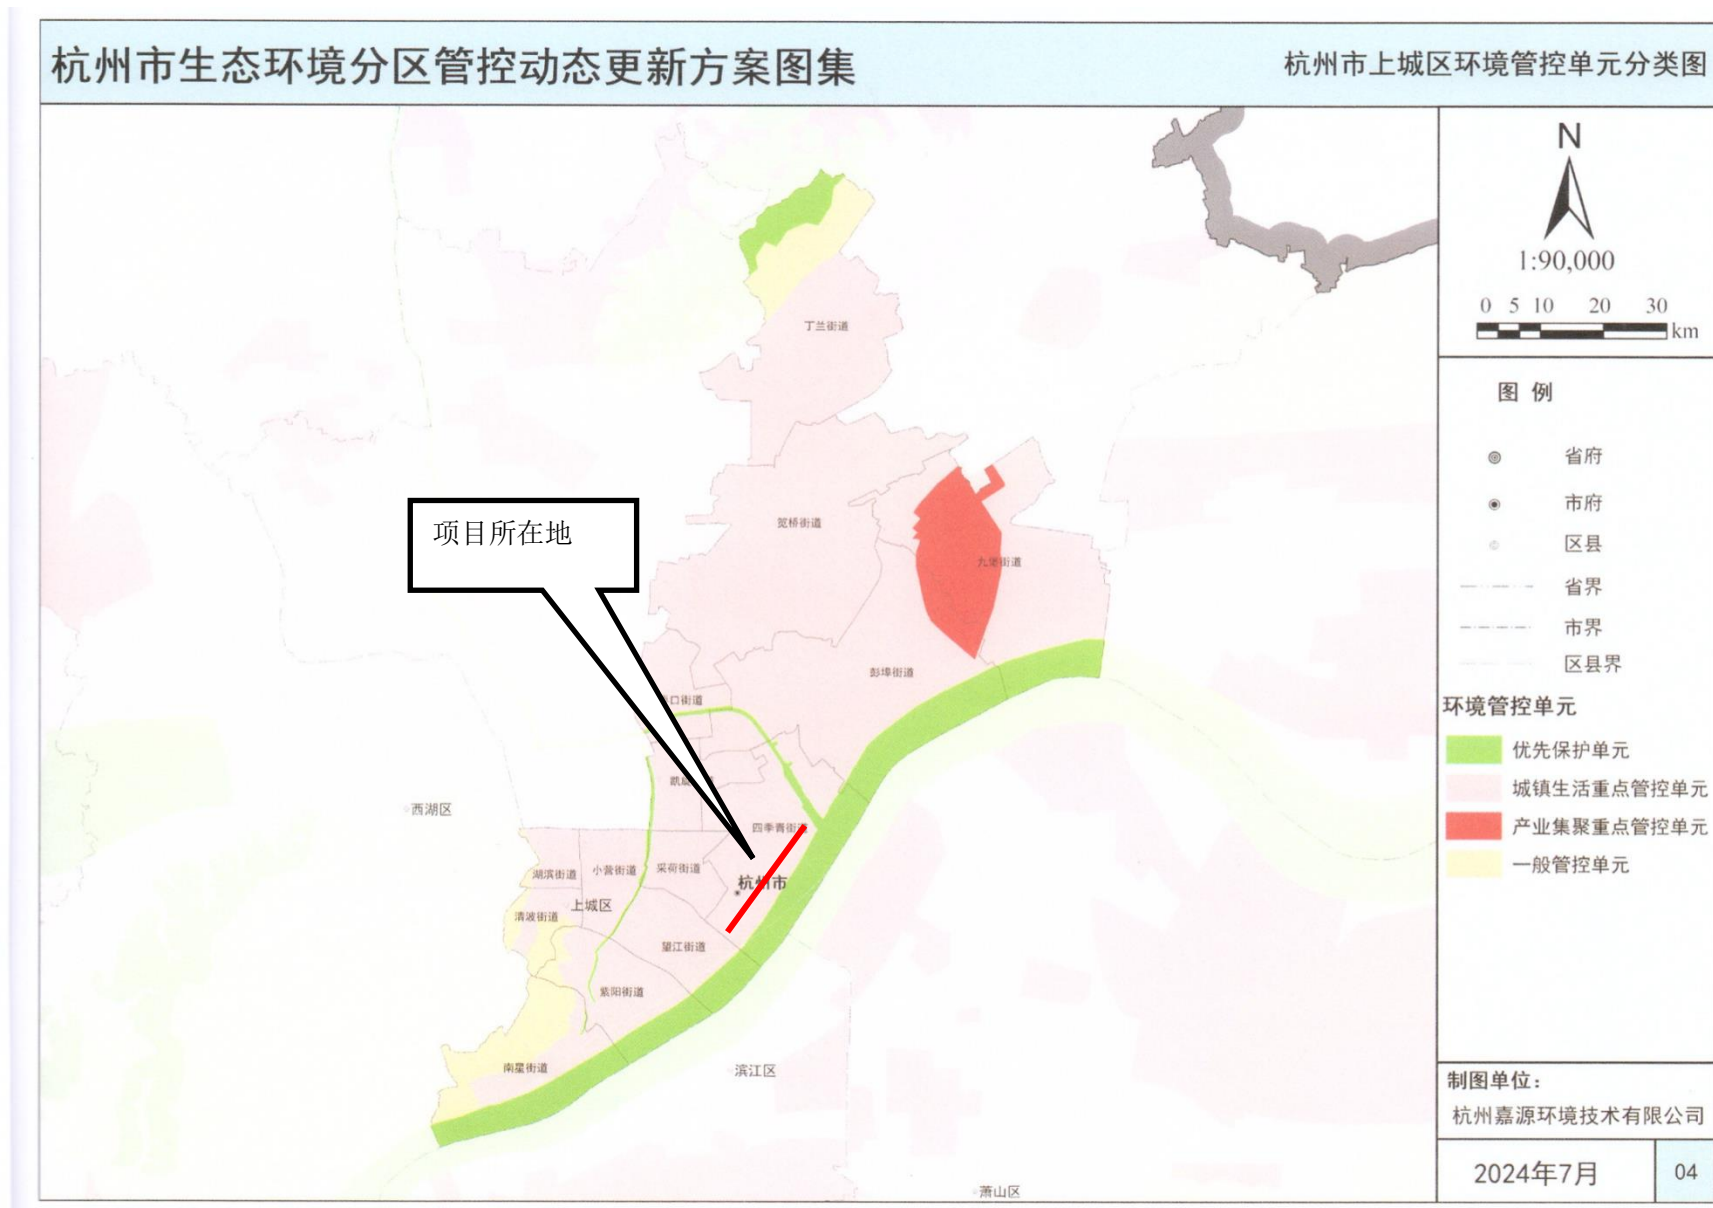 杭州市生态环境分区管控动态更新方案图集
杭州市上城区环境管控单元分类图
N
1:90,000
0 5 10 20 30
km
图 例
省府
市府
区县
省界
市界
区县界
环境管控单元
优先保护单元
城镇生活重点管控单元
产业集聚重点管控单元
一般管控单元
制图单位：
杭州嘉源环境技术有限公司
2024年7月
04
丁兰街道
笕桥街道
九堡街道
项目所在地
彭埠街道
口街道
凯
西湖区
四季青街
湖滨街道
小营街道
采荷街道
杭州市
上城区
清波街道
望江街道
紫阳街道
南星街道
滨江区
萧山区